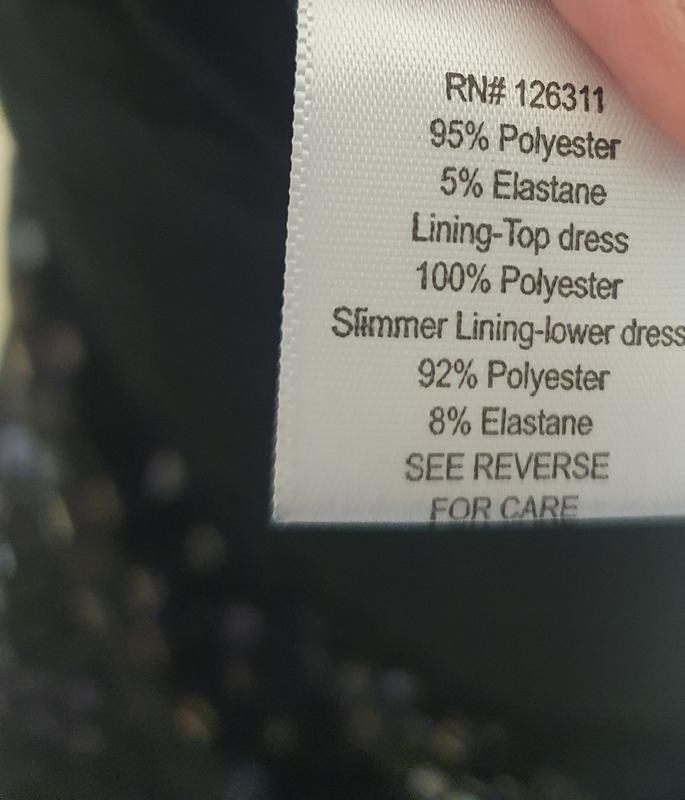 RN# 126311
95% Polyester
5% Elastane
Lining-Top dress
100% Polyester
Slimmer Lining-lower dress
92% Polyester
8% Elastane
SEE REVERSE
FOR CARE